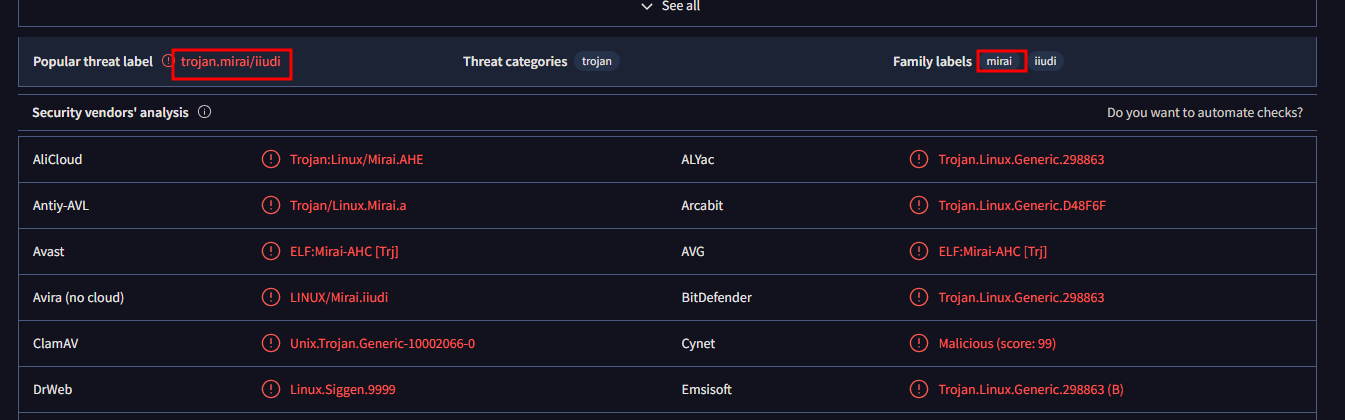 See all
Popular threat label trojan.mirai/iiudi Threat categories trojan Family labels mirai iiudi
Security vendors' analysis Do you want to automate checks?
AliCloud Trojan:Linux/Mirai.AHE ALYac Trojan.Linux.Generic.298863
Antiy-AVL Trojan/Linux.Mirai.a Arcabit Trojan.Linux.Generic.D48F6F
Avast ELF:Mirai-AHC [Trj] AVG ELF:Mirai-AHC [Trj]
Avira (no cloud) LINUX/Mirai.iiudi BitDefender Trojan.Linux.Generic.298863
ClamAV Unix.Trojan.Generic-10002066-0 Cynet Malicious (score: 99)
DrWeb Linux.Siggen.9999 Emsisoft Trojan.Linux.Generic.298863 (B)